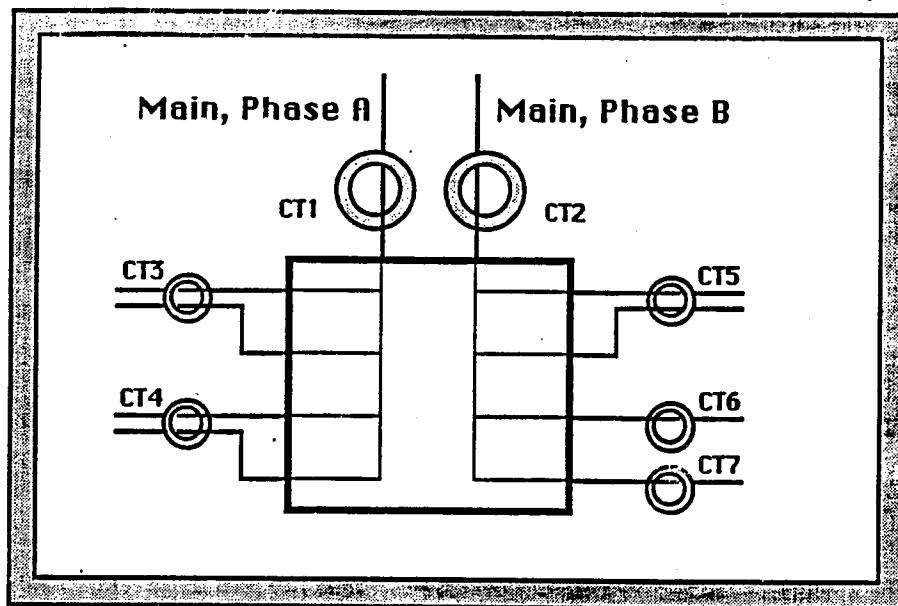 Main, Phase A
Main, Phase B
CT1
CT2
CT3
CT5
CT4
CT6
CT7